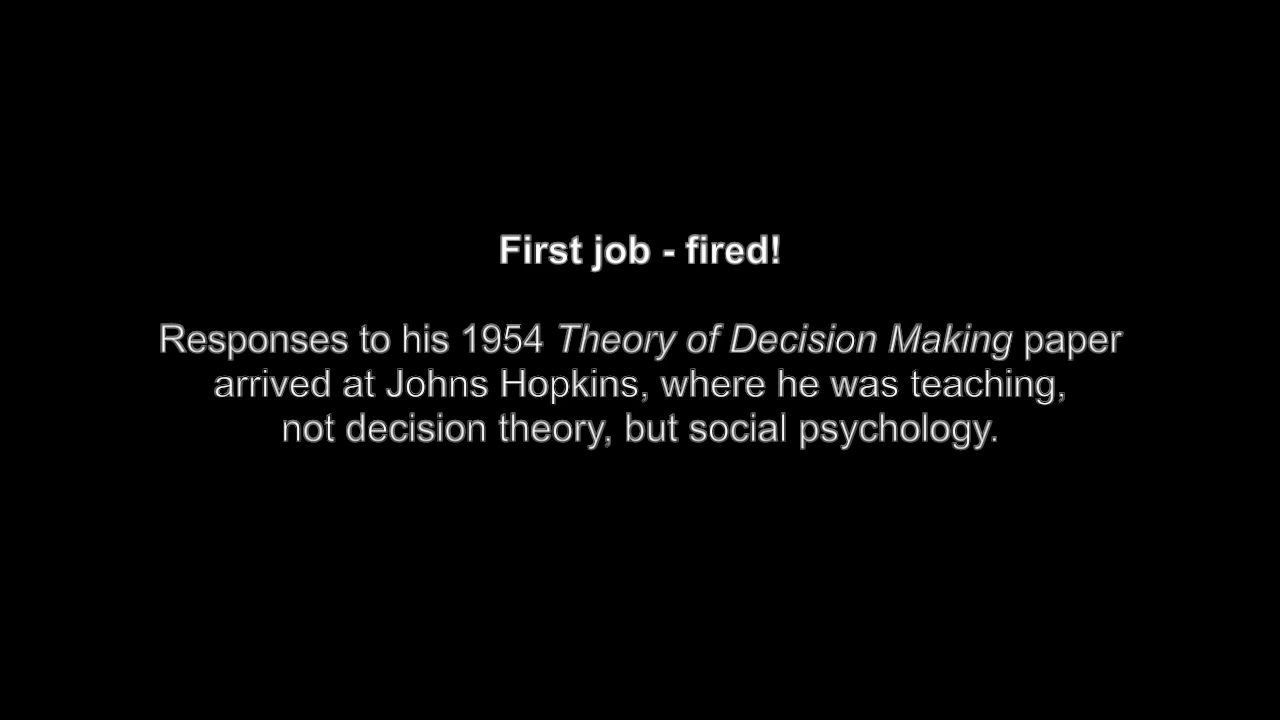 First job - fired!
Responses to his 1954 Theory of Decision Making paper
arrived at Johns Hopkins, where he was teaching,
not decision theory, but social psychology.